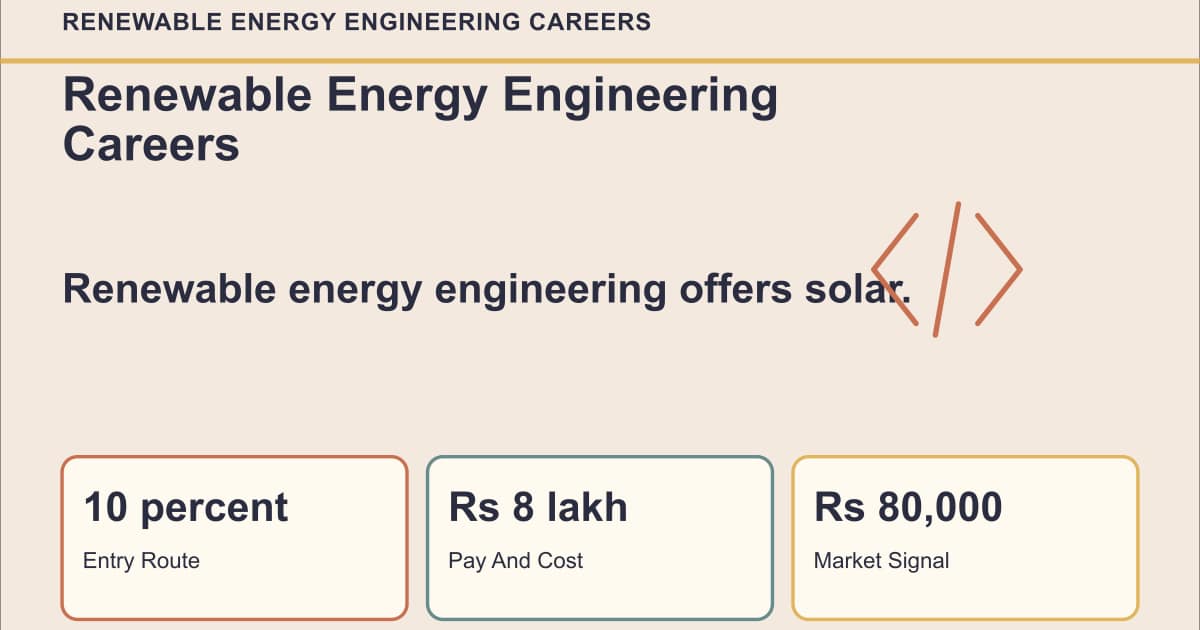 RENEWABLE ENERGY ENGINEERING CAREERS
Renewable Energy Engineering
Careers
Renewable energy engineering offers solar.
10 percent
Entry Route
Rs 8 lakh
Pay And Cost
Rs 80,000
Market Signal